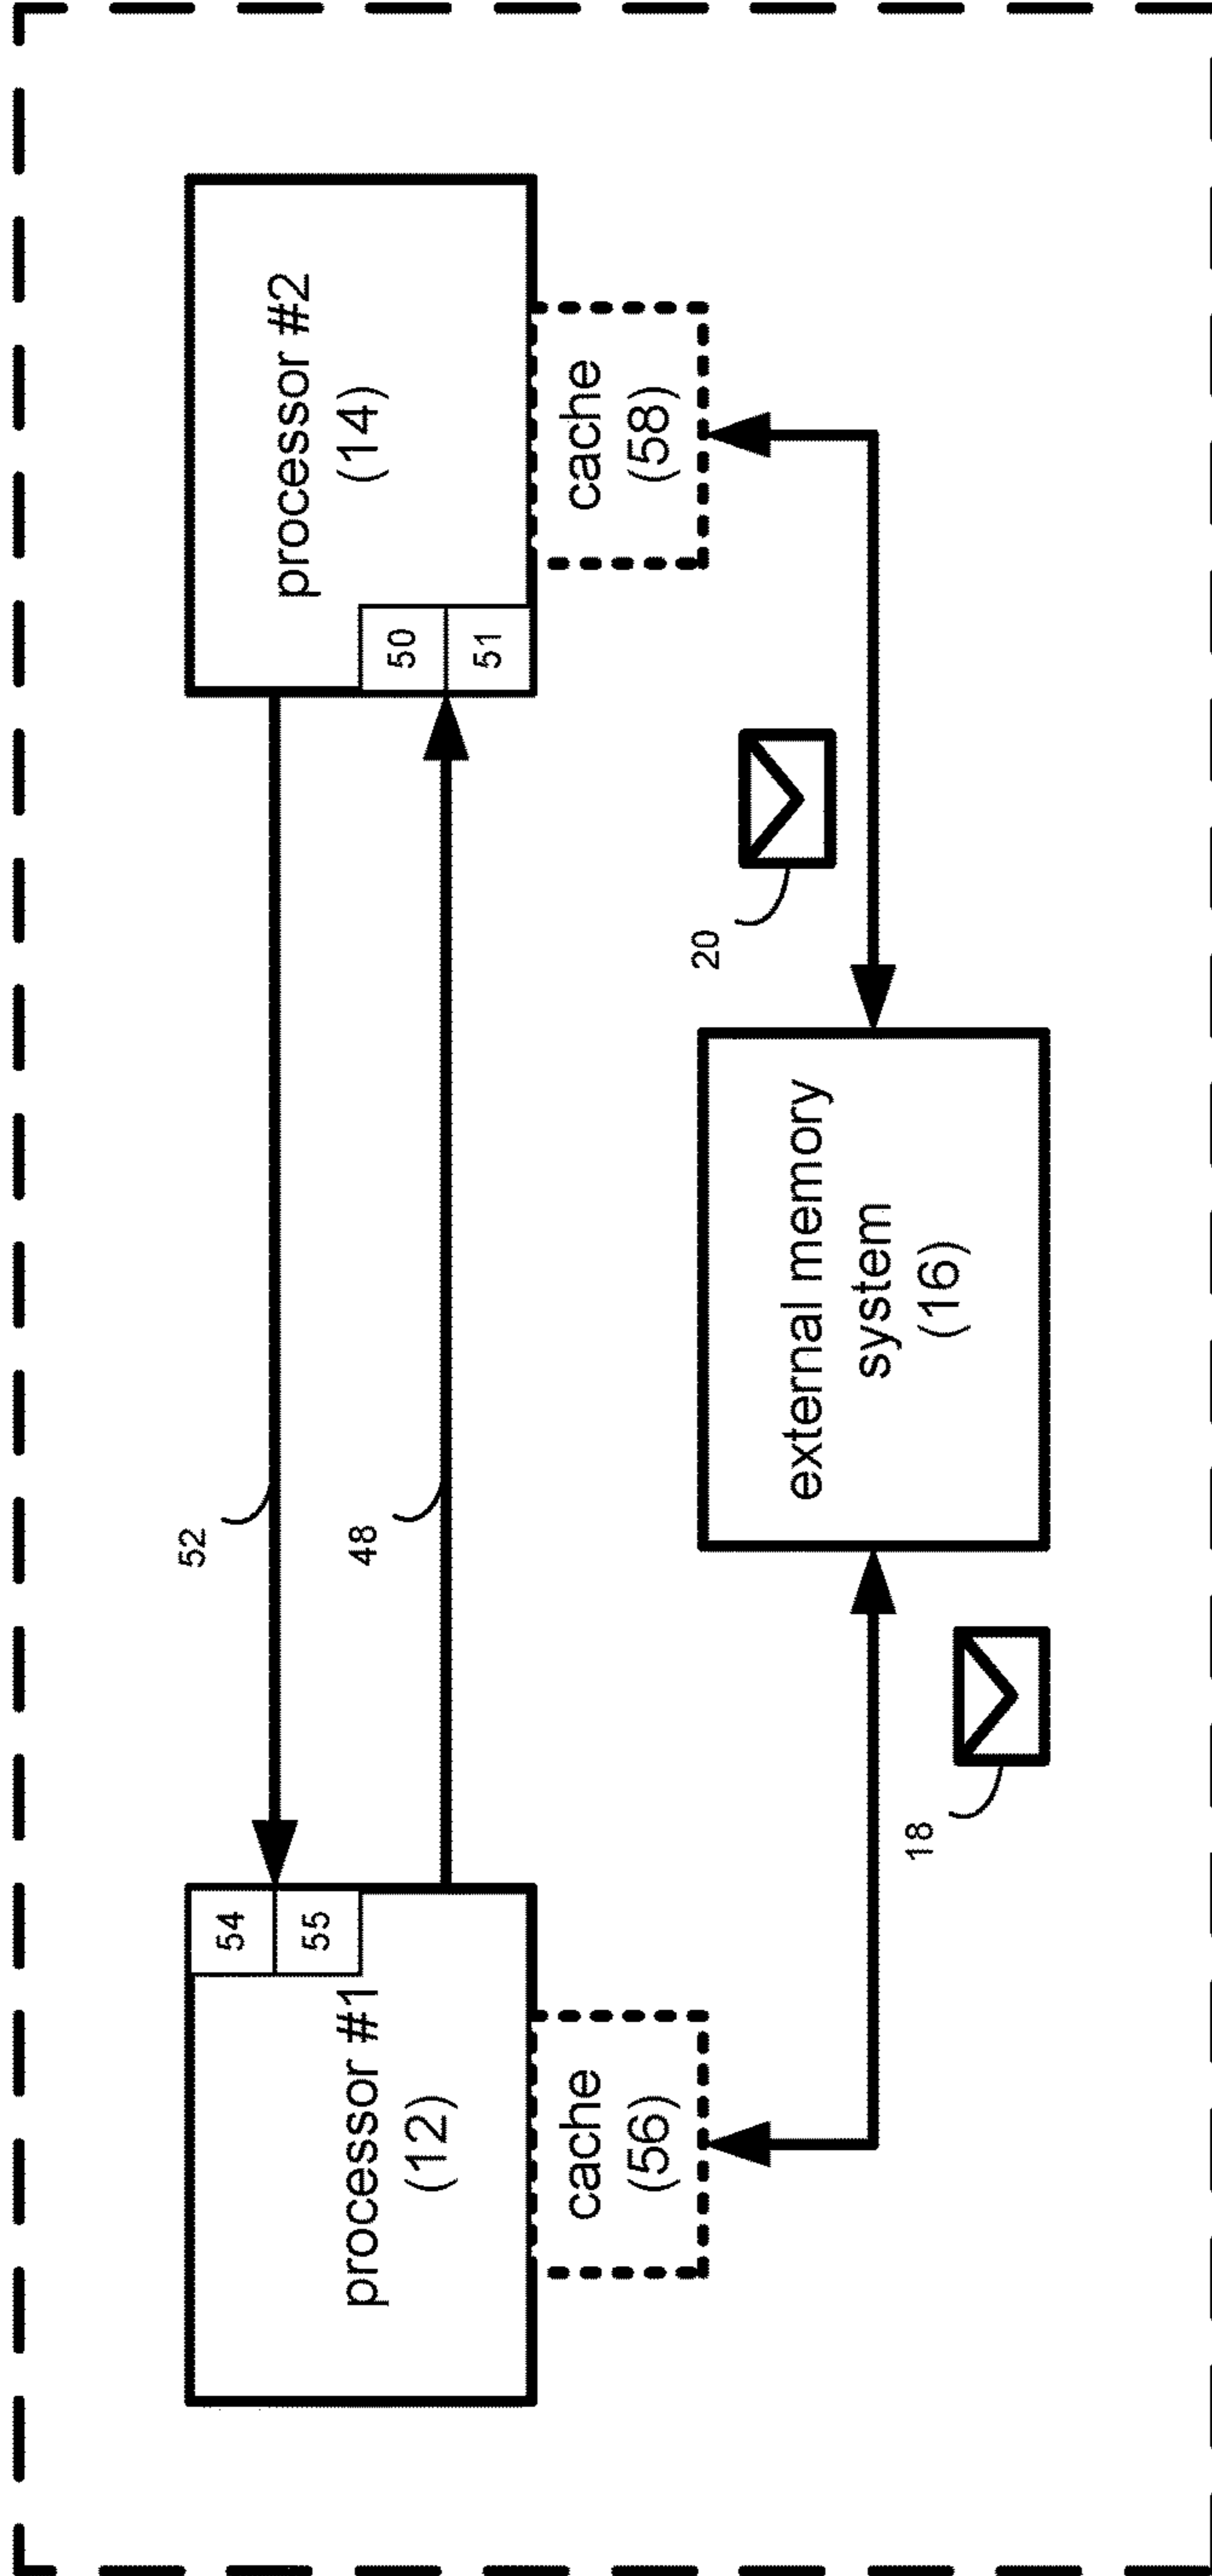 52
54
55
processor #1
(12)
48
processor #2
(14)
50
51
cache
(56)
cache
(58)
20
external memory
system
(16)
18